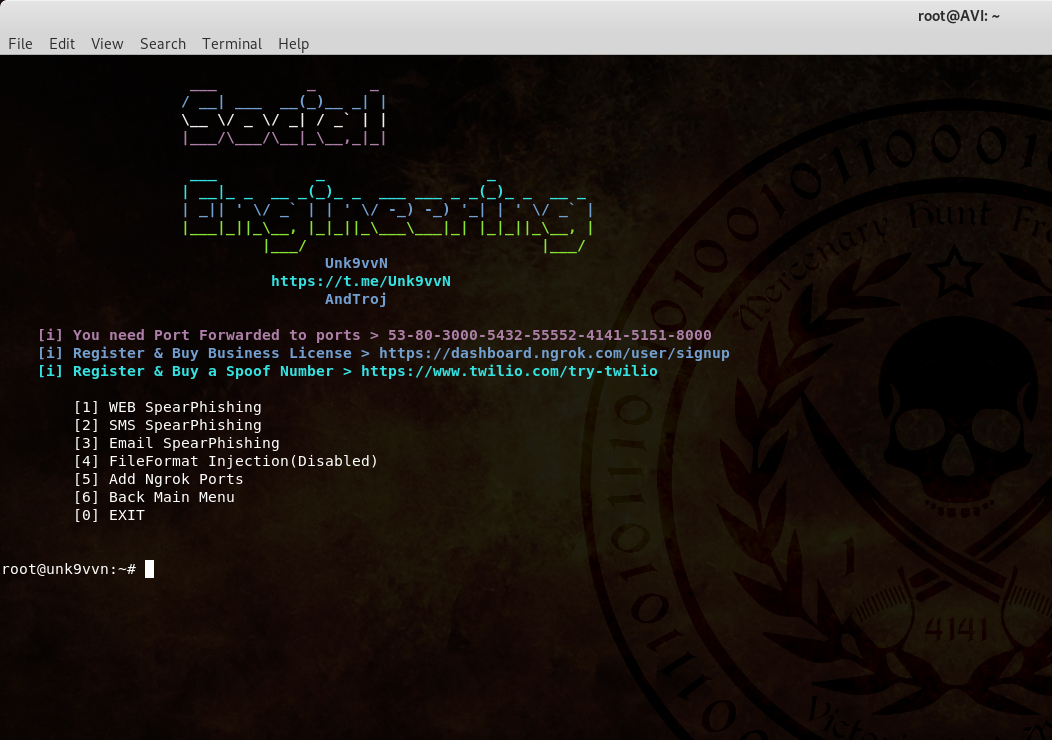 root@AVI: ~
File Edit View Search Terminal Help
Social
Engineering
Unk9vvN
https://t.me/Unk9vvN
AndTroj
[i] You need Port Forwarded to ports > 53-80-3000-5432-55552-4141-5151-8000
[i] Register & Buy Business License > https://dashboard.ngrok.com/user/signup
[i] Register & Buy a Spoof Number > https://www.twilio.com/try-twilio
[1] WEB SpearPhishing
[2] SMS SpearPhishing
[3] Email SpearPhishing
[4] FileFormat Injection(Disabled)
[5] Add Ngrok Ports
[6] Back Main Menu
[0] EXIT
root@unk9vvn:~#
Mercenary Hunt
4141